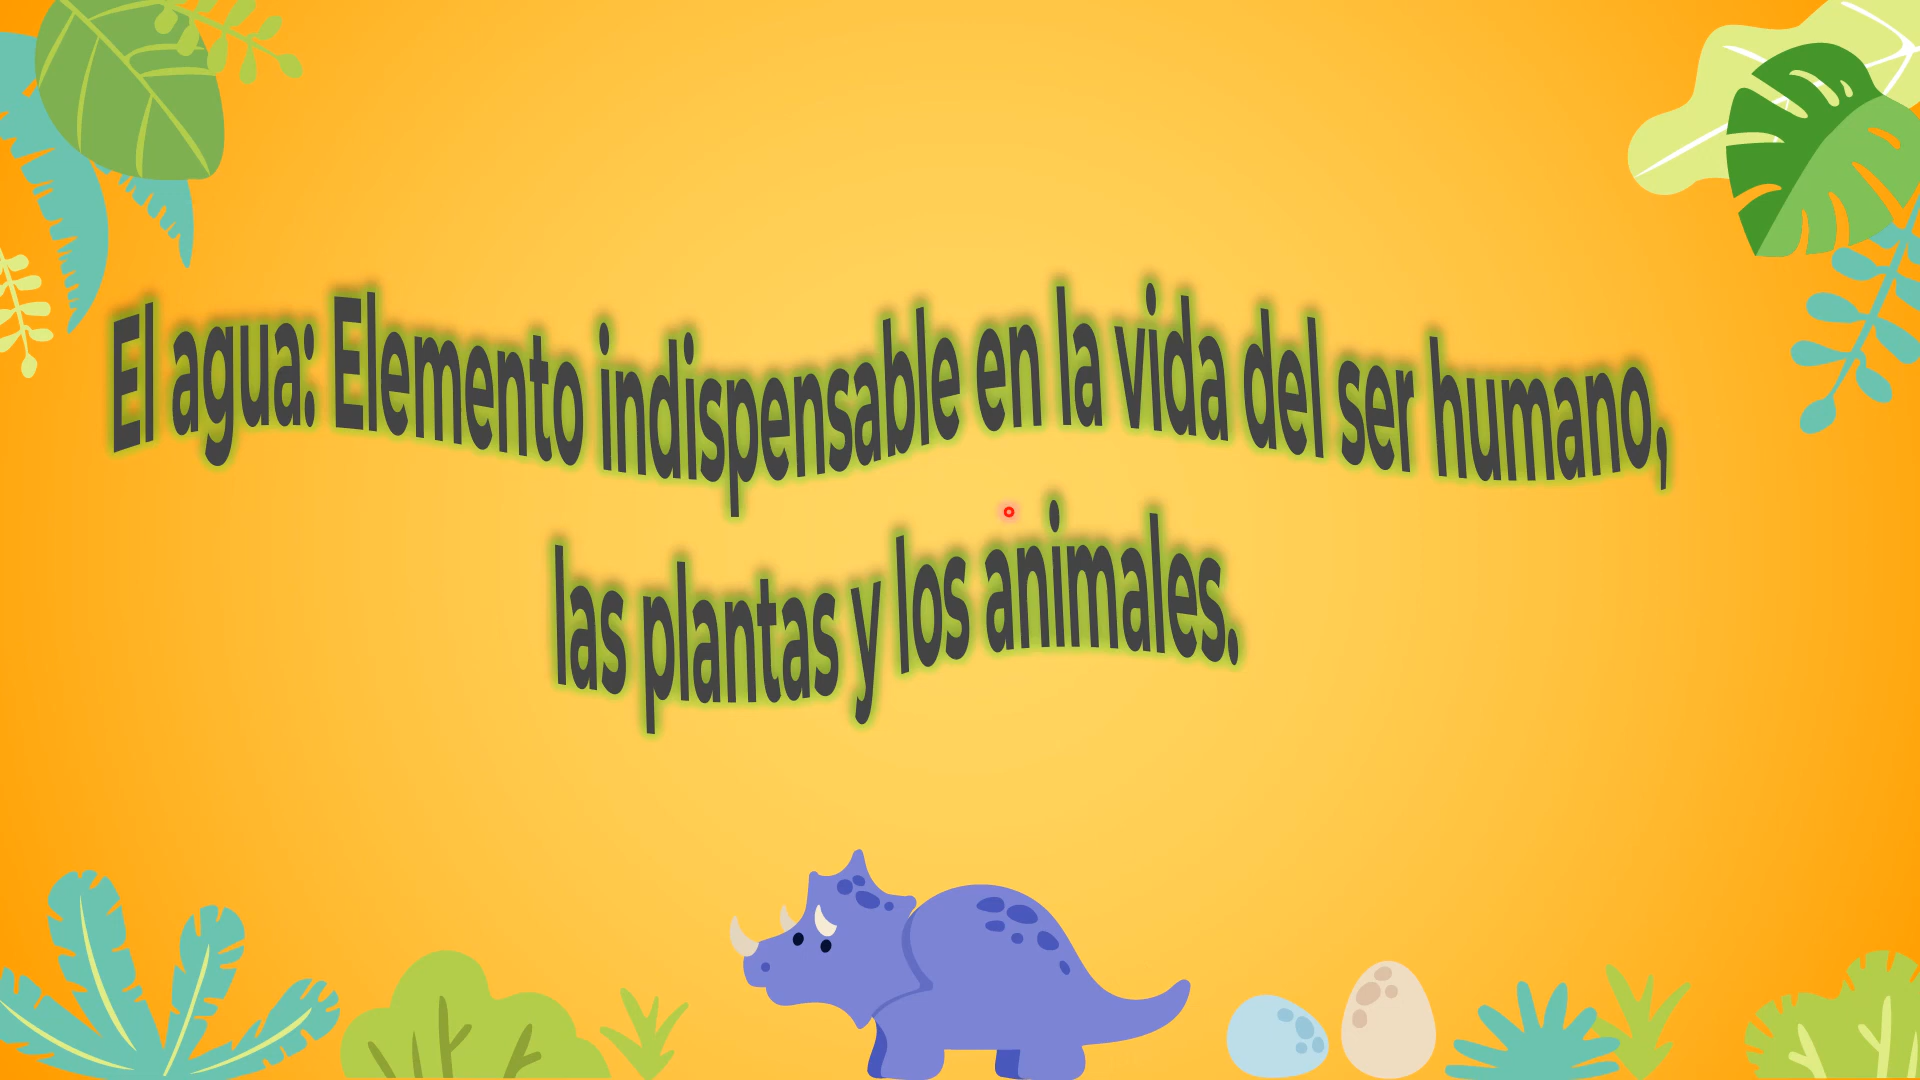 El agua: Elemento indispensable en la vida del ser humano,
las plantas y los animales.